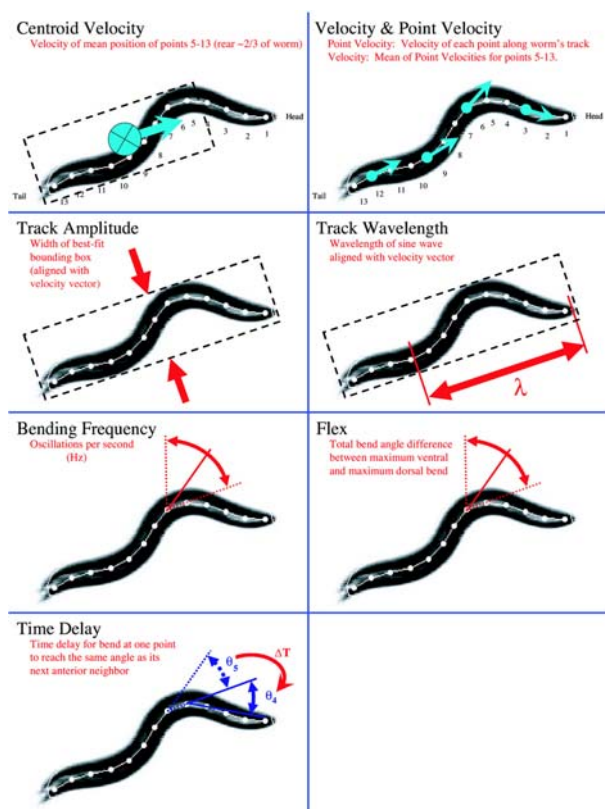 Centroid Velocity
Velocity of mean position of points 5-13 (rear ~2/3 of worm)
Head
Tail
13
12
11
10
9
8
7
6
5
4
3
2
1
Velocity & Point Velocity
Point Velocity: Velocity of each point along worm's track
Velocity: Mean of Point Velocities for points 5-13.
Head
Tail
13
12
11
10
9
8
7
6
5
4
3
2
1
Track Amplitude
Width of best-fit
bounding box
(aligned with
velocity vector)
Track Wavelength
Wavelength of sine wave
aligned with velocity vector
λ
Bending Frequency
Oscillations per second
(Hz)
Flex
Total bend angle difference
between maximum ventral
and maximum dorsal bend
Time Delay
Time delay for bend at one point
to reach the same angle as its
next anterior neighbor
θ5
ΔT
θ4